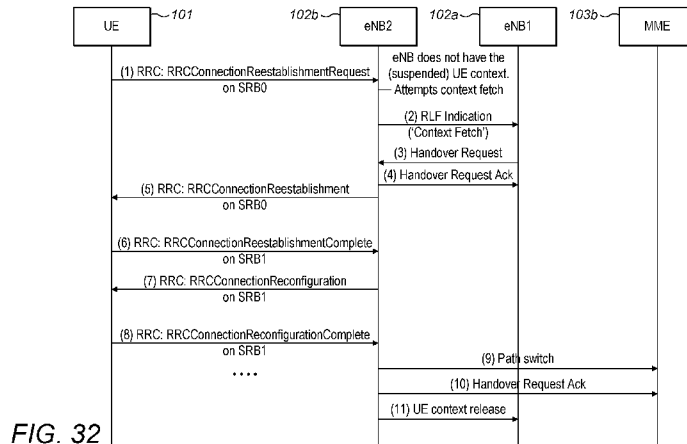 101
102b
102a
103b
UE
eNB2
eNB1
MME
eNB does not have the
(suspended) UE context.
Attempts context fetch
(1) RRC: RRCConnectionReestablishmentRequest
on SRB0
(2) RLF Indication
('Context Fetch')
(3) Handover Request
(4) Handover Request Ack
(5) RRC: RRCConnectionReestablishment
on SRB0
(6) RRC: RRCConnectionReestablishmentComplete
on SRB1
(7) RRC: RRCConnectionReconfiguration
on SRB1
(8) RRC: RRCConnectionReconfigurationComplete
on SRB1
....
(9) Path switch
(10) Handover Request Ack
(11) UE context release
FIG. 32